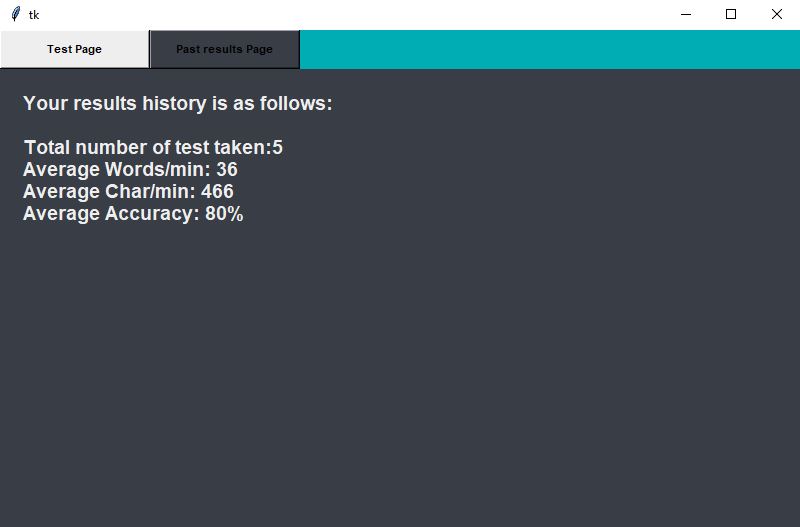 tk
Test Page
Past results Page
Your results history is as follows:
Total number of test taken:5
Average Words/min: 36
Average Char/min: 466
Average Accuracy: 80%